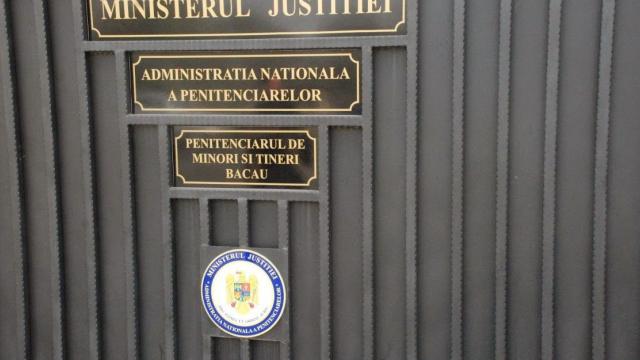 MINISTERUL JUSTITIEI
ADMINISTRATIA NATIONALA
A PENITENCIARELOR
PENITENCIARUL DE
MINORI SI TINERI
BACAU
MINISTERUL JUSTITIEI
ADMINISTRATIA NATIONALA A PENITENCIARELOR